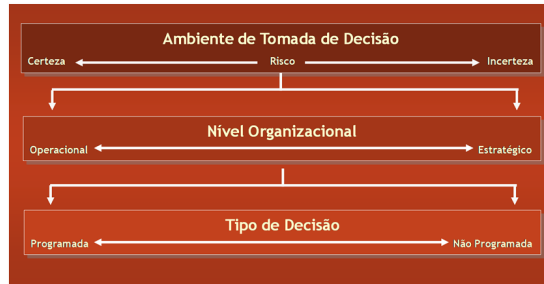 Ambiente de Tomada de Decisão
Certeza Risco Incerteza
Nível Organizacional
Operacional Estratégico
Tipo de Decisão
Programada Não Programada